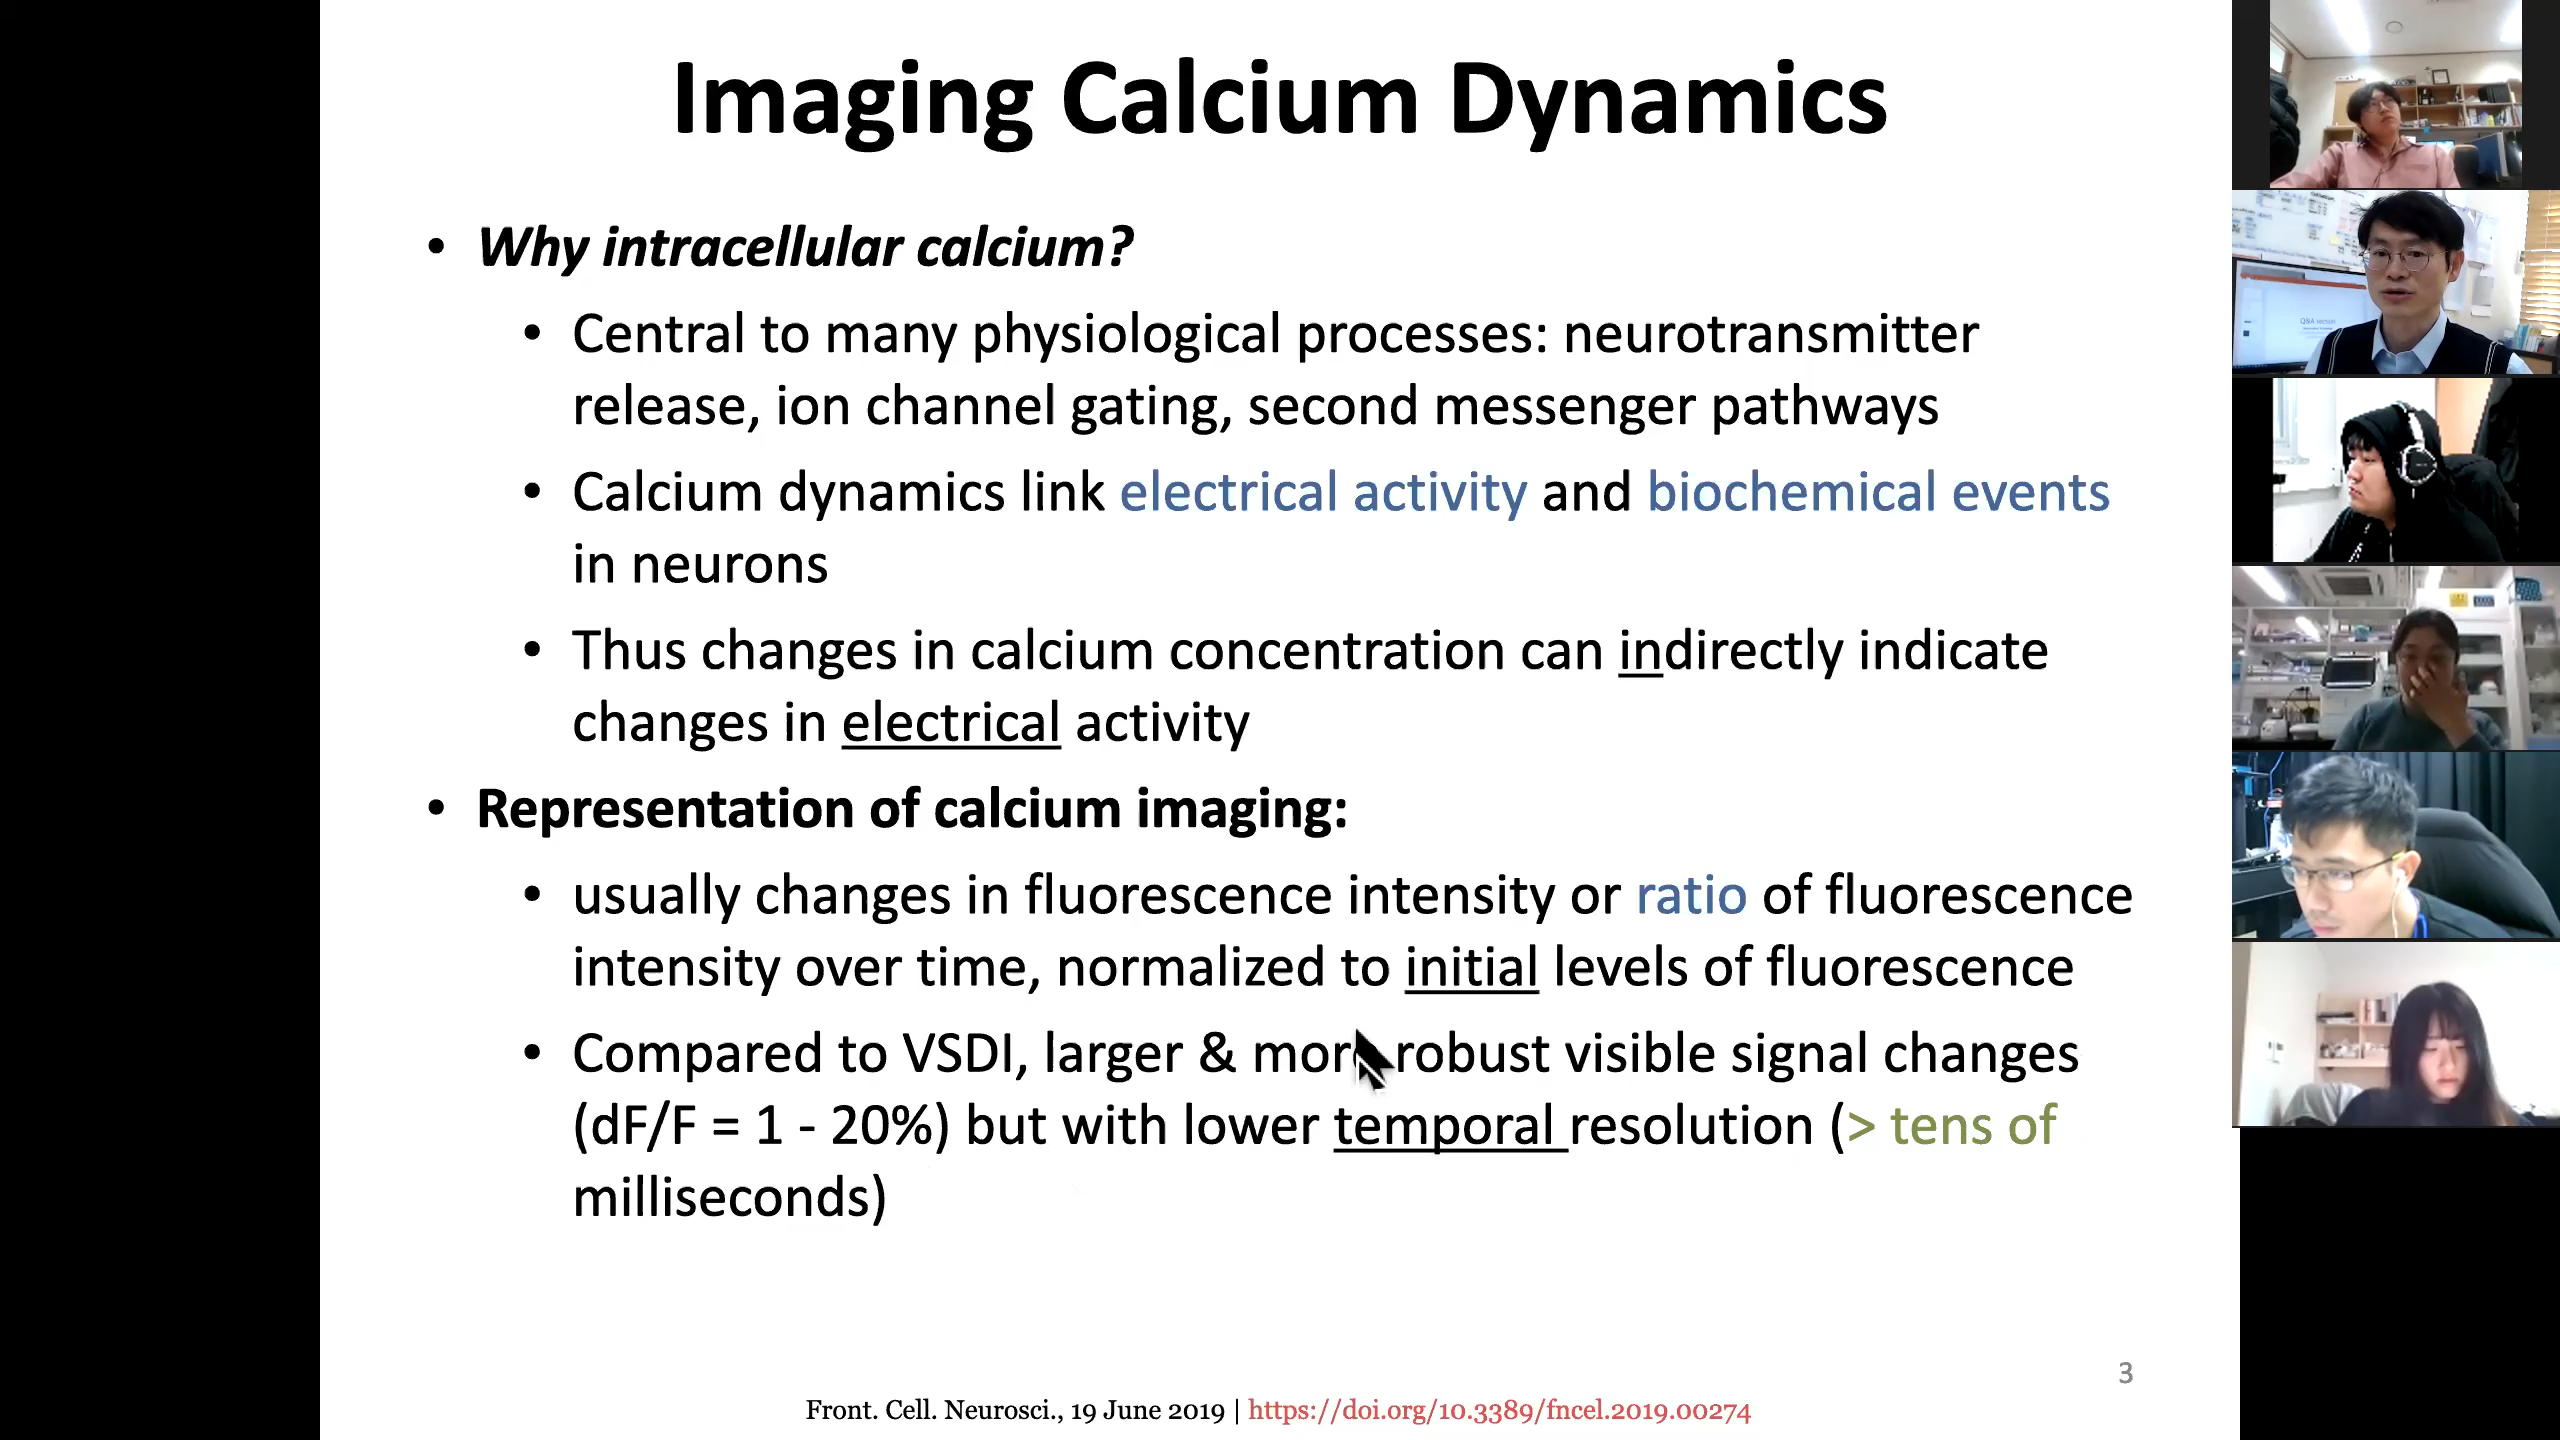 Imaging Calcium Dynamics
• Why intracellular calcium?
• Central to many physiological processes: neurotransmitter
release, ion channel gating, second messenger pathways
• Calcium dynamics link electrical activity and biochemical events
in neurons
• Thus changes in calcium concentration can indirectly indicate
changes in electrical activity
• Representation of calcium imaging:
• usually changes in fluorescence intensity or ratio of fluorescence
intensity over time, normalized to initial levels of fluorescence
• Compared to VSDI, larger & more robust visible signal changes
(dF/F = 1 - 20%) but with lower temporal resolution (> tens of
milliseconds)
3
Front. Cell. Neurosci., 19 June 2019 | https://doi.org/10.3389/fncel.2019.00274
Q&A